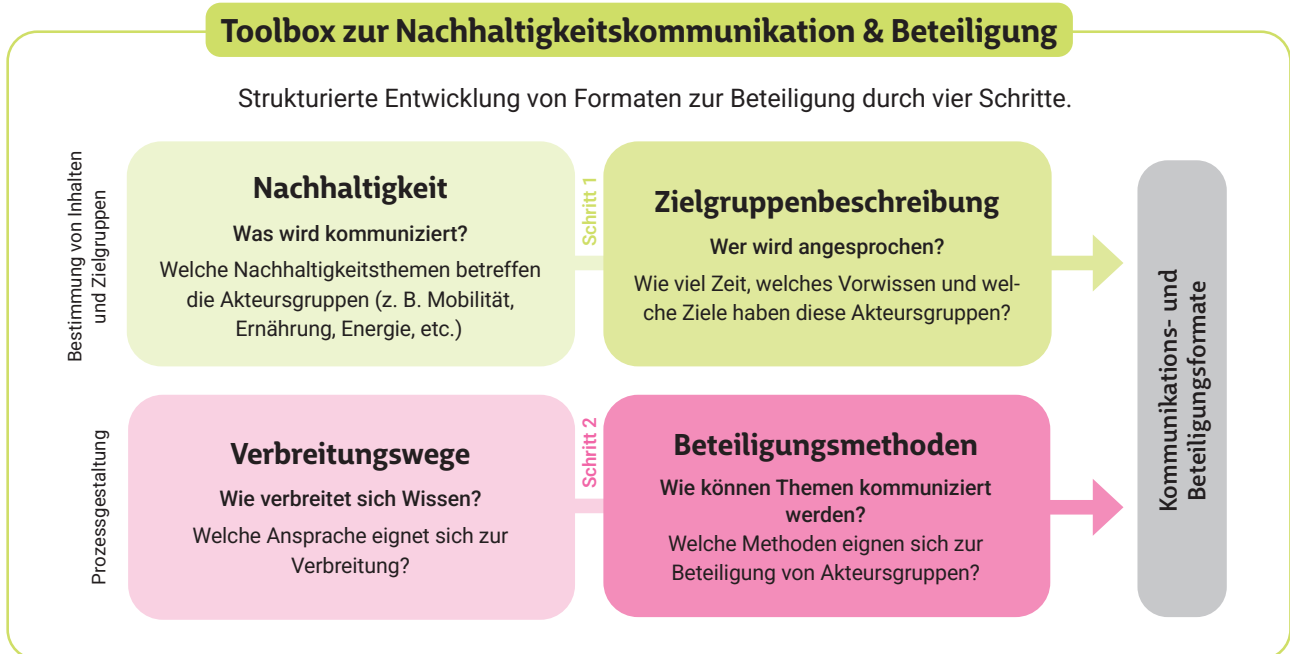 Toolbox zur Nachhaltigkeitskommunikation & Beteiligung
Strukturierte Entwicklung von Formaten zur Beteiligung durch vier Schritte.
Bestimmung von Inhalten
und Zielgruppen
Nachhaltigkeit
Was wird kommuniziert?
Welche Nachhaltigkeitsthemen betreffen
die Akteursgruppen (z. B. Mobilität,
Ernährung, Energie, etc.)
Schritt 1
Zielgruppenbeschreibung
Wer wird angesprochen?
Wie viel Zeit, welches Vorwissen und wel-
che Ziele haben diese Akteursgruppen?
Prozessgestaltung
Verbreitungswege
Wie verbreitet sich Wissen?
Welche Ansprache eignet sich zur
Verbreitung?
Schritt 2
Beteiligungsmethoden
Wie können Themen kommuniziert
werden?
Welche Methoden eignen sich zur
Beteiligung von Akteursgruppen?
Kommunikations- und
Beteiligungsformate